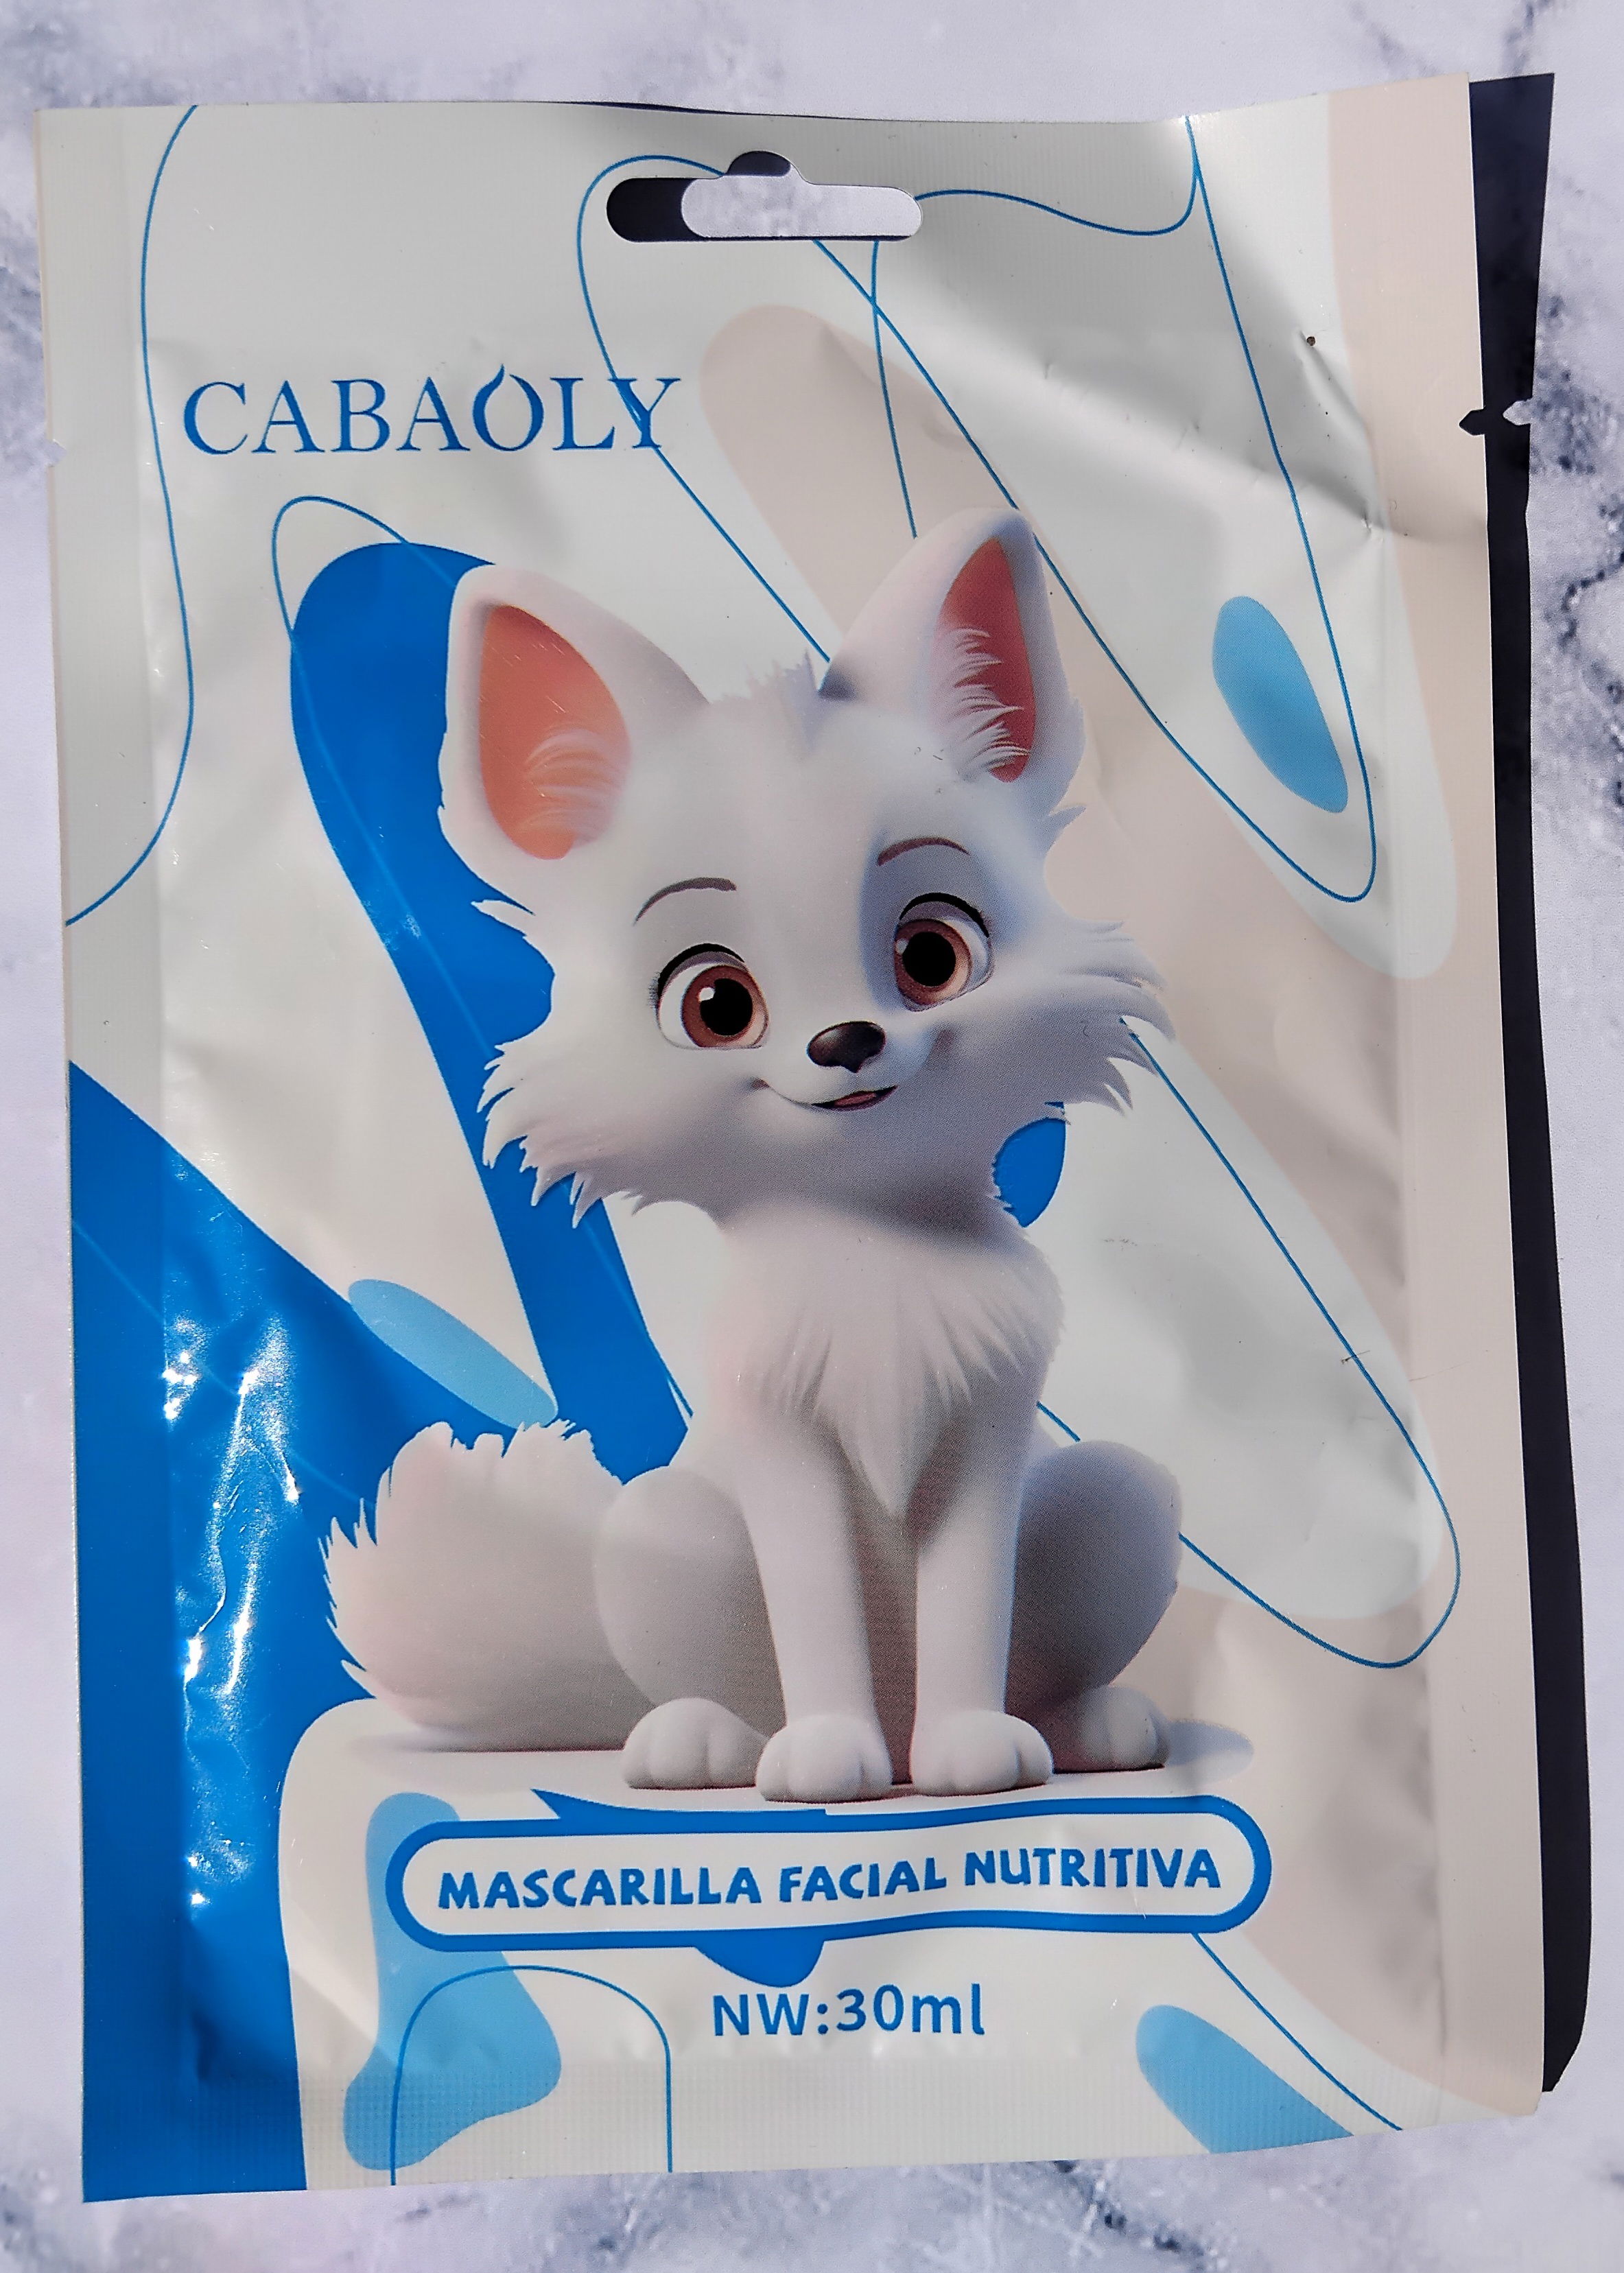 CABAOLY
MASCARILLA FACIAL NUTRITIVA
NW:30ml